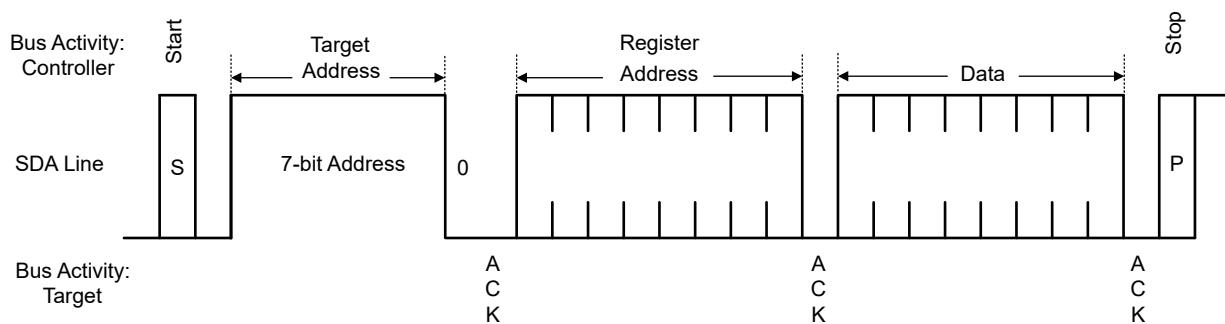 Bus Activity:
Controller
Start
Target
Address
Register
Address
Data
Stop
SDA Line
S
7-bit Address
0
P
Bus Activity:
Target
A
C
K
A
C
K
A
C
K